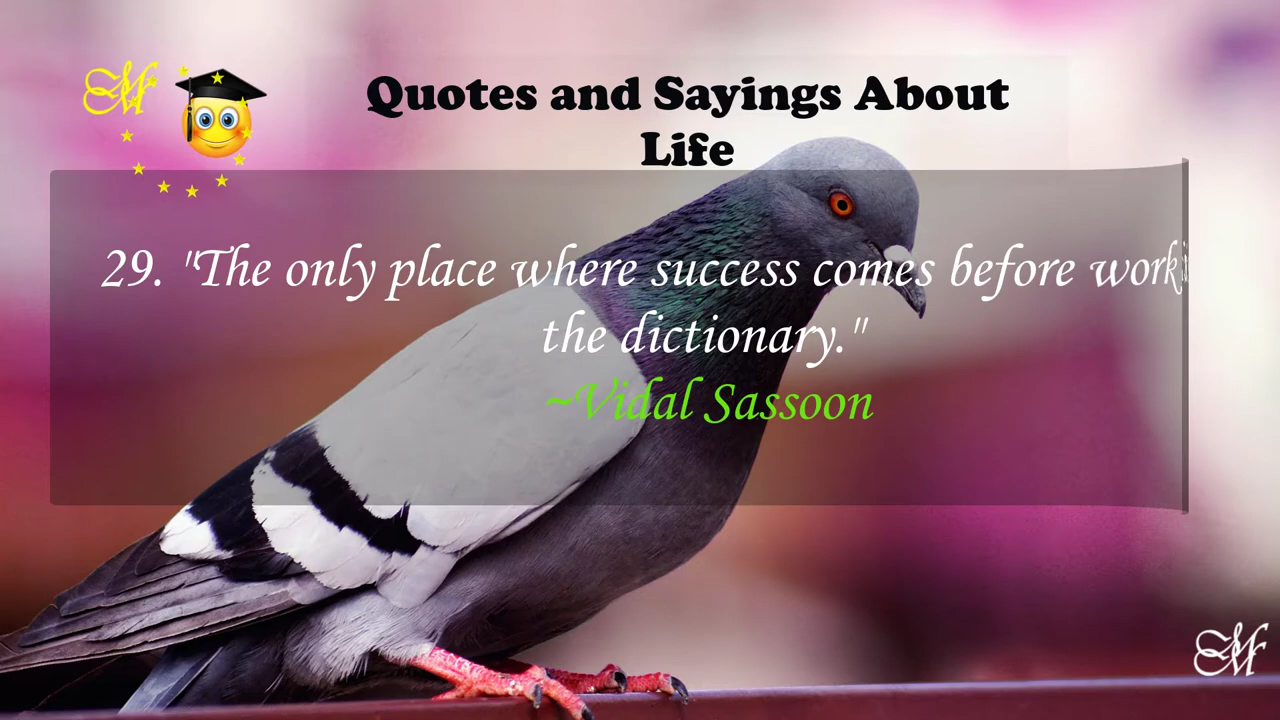 M
Quotes and Sayings About
Life
29. "The only place where success comes before work
the dictionary."
~Vidal Sassoon
M